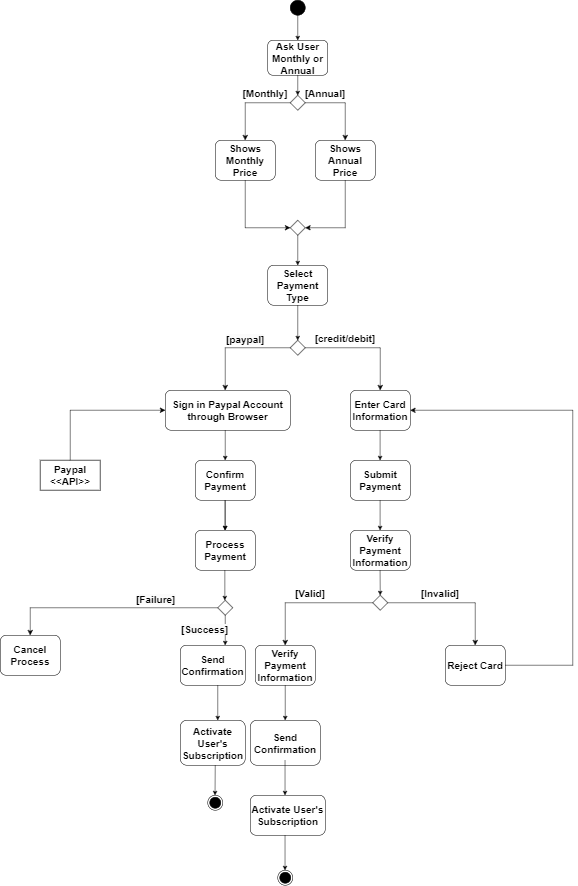 Ask User
Monthly or
Annual
[Monthly]
[Annual]
Shows
Monthly
Price
Shows
Annual
Price
Select
Payment
Type
[paypal]
[credit/debit]
Sign in Paypal Account
through Browser
Enter Card
Information
Paypal
<<API>>
Confirm
Payment
Submit
Payment
Process
Payment
Verify
Payment
Information
[Failure]
[Valid]
[Invalid]
[Success]
Cancel
Process
Send
Confirmation
Verify
Payment
Information
Reject Card
Activate
User's
Subscription
Send
Confirmation
Activate User's
Subscription